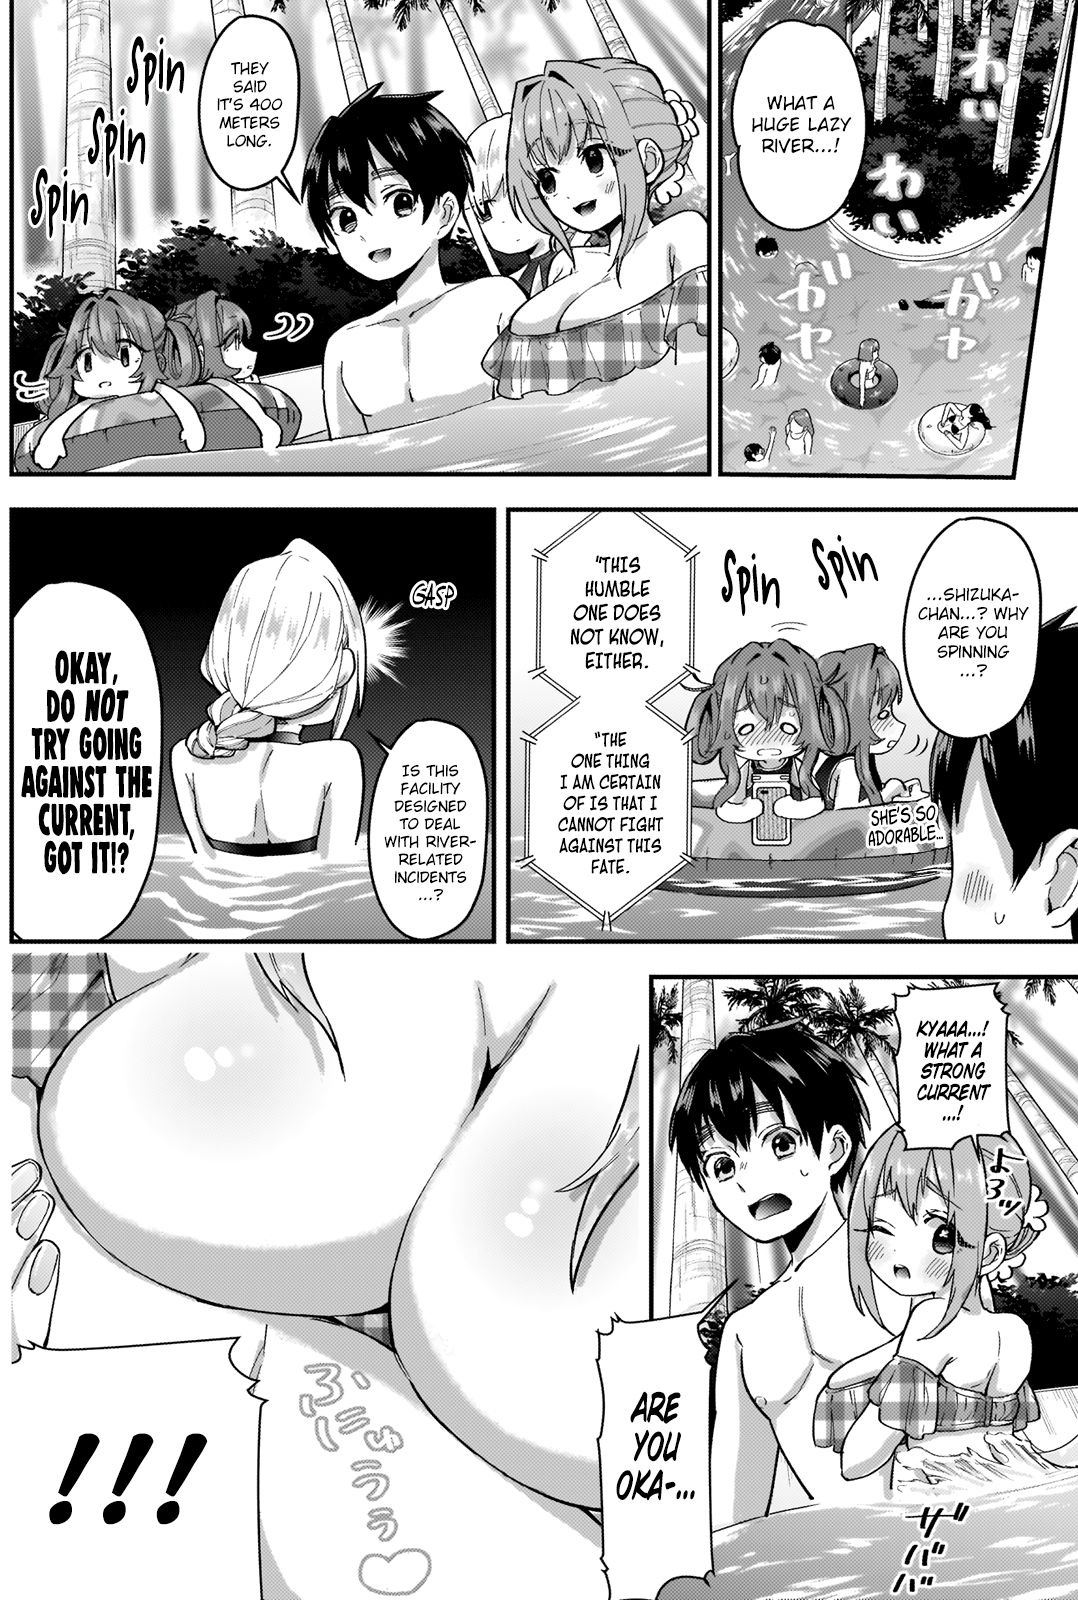 WHAT A
HUGE LAZY
RIVER...!
わい
わい
ガヤ
ガヤ
THEY
SAID
IT'S 400
METERS
LONG.
Spin
Spin
Spin
...SHIZUKA-
CHAN...? WHY
ARE YOU
SPINNING
...?
Spin
Spin
"THIS
HUMBLE
ONE DOES
NOT KNOW,
EITHER.
"THE
ONE THING
I AM CERTAIN
OF IS THAT I
CANNOT FIGHT
AGAINST THIS
FATE.
SHE'S SO
ADORABLE...
GASP
IS THIS
FACILITY
DESIGNED
TO DEAL
WITH RIVER-
RELATED
INCIDENTS
...?
OKAY,
DO NOT
TRY GOING
AGAINST THE
CURRENT,
GOT IT!?
KYAAA...!
WHAT A
STRONG
CURRENT
...!
よろッ
ザバババ
ARE
YOU
OKA-...
ぷにゅうぅ♡
!!!